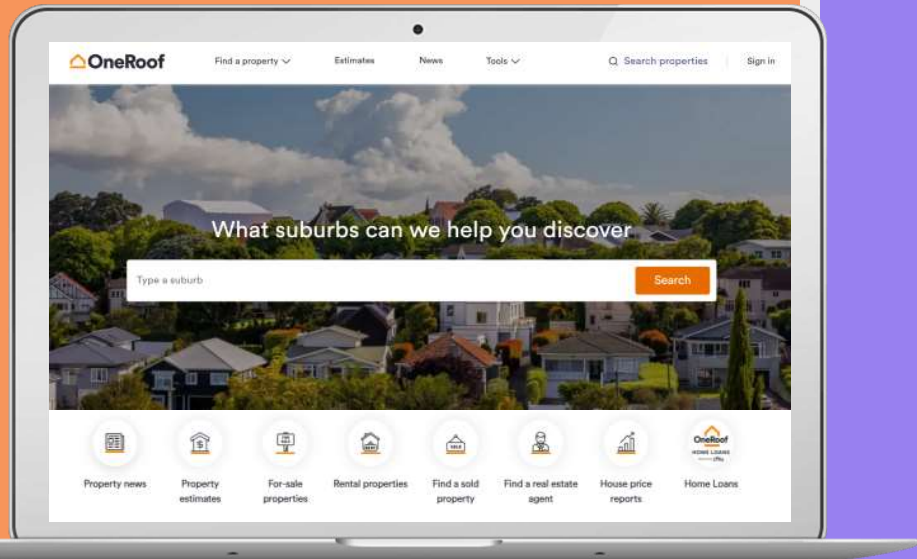 OneRoof
Find a property
Estimates
News
Tools
Search properties
Sign in
What suburbs can we help you discover
Type a suburb
Search
Property news
Property
estimates
For-sale
properties
Rental properties
Find a sold
property
Find a real estate
agent
House price
reports
OneRoof
HOME LOANS
Home Loans